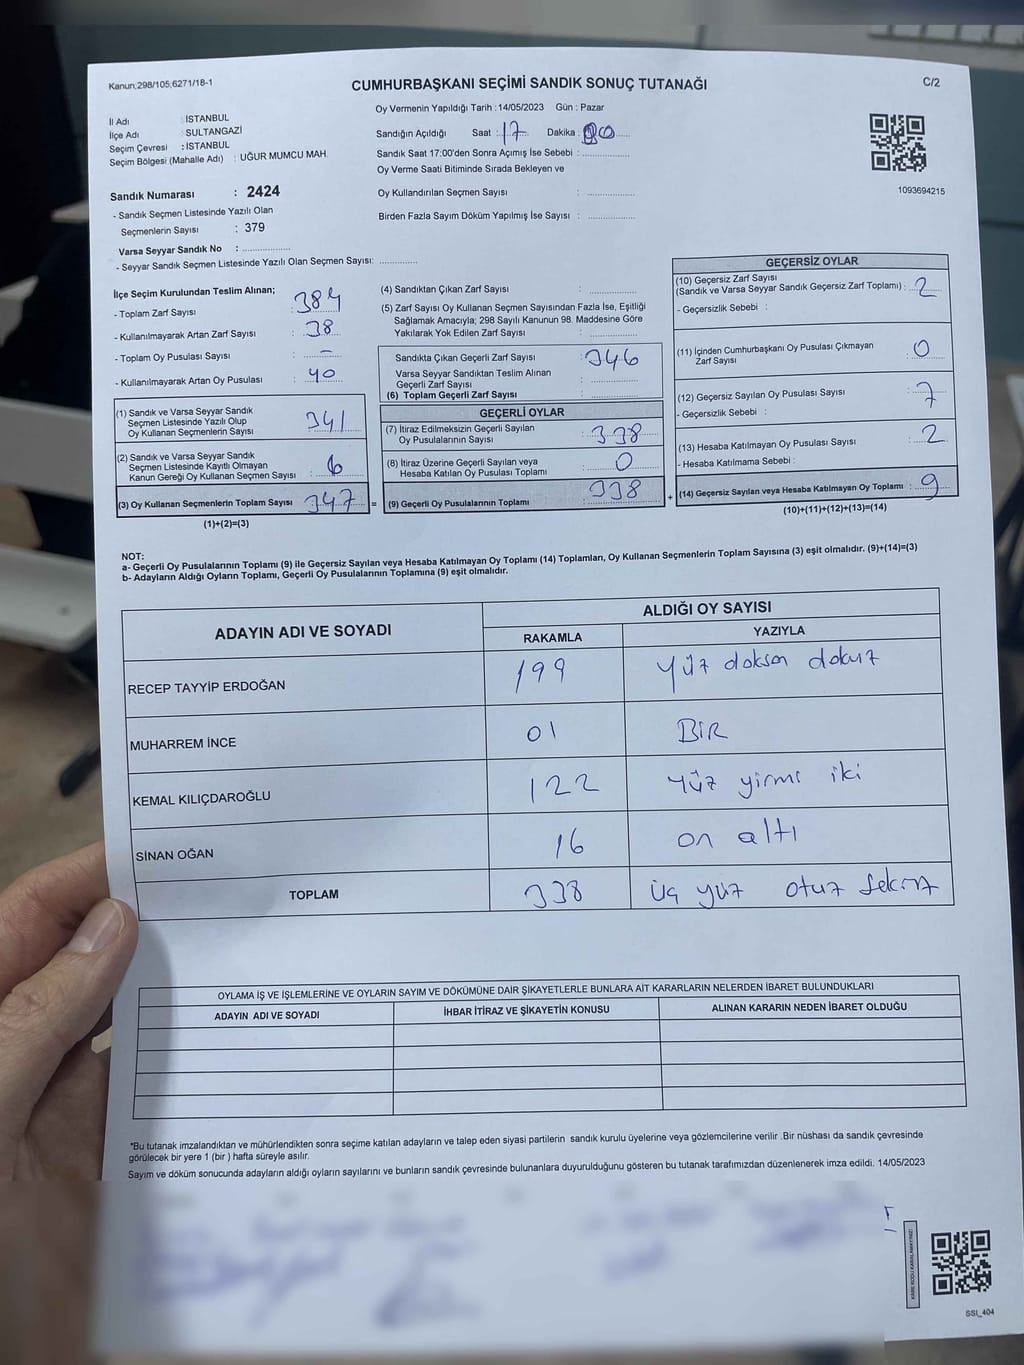 Kanun:298/105;6271/18-1
CUMHURBAŞKANI SEÇİMİ SANDIK SONUÇ TUTANAĞI
C/2
İl Adı : İSTANBUL
İlçe Adı : SULTANGAZİ
Seçim Çevresi : İSTANBUL
Seçim Bölgesi (Mahalle Adı) : UĞUR MUMCU MAH.
Sandık Numarası : 2424
- Sandık Seçmen Listesinde Yazılı Olan
Seçmenlerin Sayısı : 379
Varsa Seyyar Sandık No : ..................
- Seyyar Sandık Seçmen Listesinde Yazılı Olan Seçmen Sayısı: .............
Oy Vermenin Yapıldığı Tarih : 14/05/2023 Gün : Pazar
Sandığın Açıldığı Saat : 17 Dakika :
Sandık Saat 17:00'den Sonra Açımış İse Sebebi : ................
Oy Verme Saati Bitiminde Sırada Bekleyen ve
Oy Kullandırılan Seçmen Sayısı : ................
Birden Fazla Sayım Döküm Yapılmış İse Sayısı : ................
1093694215
İlçe Seçim Kurulundan Teslim Alınan;
- Toplam Zarf Sayısı : 384
- Kullanılmayarak Artan Zarf Sayısı : 38
- Toplam Oy Pusulası Sayısı : -
- Kullanılmayarak Artan Oy Pusulası : 40
(1) Sandık ve Varsa Seyyar Sandık
Seçmen Listesinde Yazılı Olup
Oy Kullanan Seçmenlerin Sayısı 341
(2) Sandık ve Varsa Seyyar Sandık
Seçmen Listesinde Kayıtlı Olmayan
Kanun Gereği Oy Kullanan Seçmen Sayısı : 6
(3) Oy Kullanan Seçmenlerin Toplam Sayısı : 347 =
(1)+(2)=(3)
(4) Sandıktan Çıkan Zarf Sayısı : .............
(5) Zarf Sayısı Oy Kullanan Seçmen Sayısından Fazla İse, Eşitliği
Sağlamak Amacıyla; 298 Sayılı Kanunun 98. Maddesine Göre
Yakılarak Yok Edilen Zarf Sayısı : .............
Sandıkta Çıkan Geçerli Zarf Sayısı : 346
Varsa Seyyar Sandıktan Teslim Alınan
Geçerli Zarf Sayısı : .............
(6) Toplam Geçerli Zarf Sayısı : .............
GEÇERLİ OYLAR
(7) İtiraz Edilmeksizin Geçerli Sayılan
Oy Pusulalarının Sayısı : 338
(8) İtiraz Üzerine Geçerli Sayılan veya
Hesaba Katılan Oy Pusulası Toplamı : 0
(9) Geçerli Oy Pusulalarının Toplamı : 338 +
GEÇERSİZ OYLAR
(10) Geçersiz Zarf Sayısı
(Sandık ve Varsa Seyyar Sandık Geçersiz Zarf Toplamı) : 2
- Geçersizlik Sebebi :
(11) İçinden Cumhurbaşkanı Oy Pusulası Çıkmayan
Zarf Sayısı : 0
(12) Geçersiz Sayılan Oy Pusulası Sayısı : 7
- Geçersizlik Sebebi :
(13) Hesaba Katılmayan Oy Pusulası Sayısı : 2
- Hesaba Katılmama Sebebi :
(14) Geçersiz Sayılan veya Hesaba Katılmayan Oy Toplamı : 9
(10)+(11)+(12)+(13)=(14)
NOT:
a- Geçerli Oy Pusulalarının Toplamı (9) ile Geçersiz Sayılan veya Hesaba Katılmayan Oy Toplamı (14) Toplamları, Oy Kullanan Seçmenlerin Toplam Sayısına (3) eşit olmalıdır. (9)+(14)=(3)
b- Adayların Aldığı Oyların Toplamı, Geçerli Oy Pusulalarının Toplamına (9) eşit olmalıdır.
ADAYIN ADI VE SOYADI ALDIĞI OY SAYISI
RAKAMLA YAZIYLA
RECEP TAYYİP ERDOĞAN 199 Yüz doksan dokuz
MUHARREM İNCE 01 BİR
KEMAL KILIÇDAROĞLU 122 Yüz yirmi iki
SİNAN OĞAN 16 on altı
TOPLAM 338 üç yüz otuz sekiz
OYLAMA İŞ VE İŞLEMLERİNE VE OYLARIN SAYIM VE DÖKÜMÜNE DAİR ŞİKAYETLERLE BUNLARA AİT KARARLARIN NELERDEN İBARET BULUNDUKLARI
ADAYIN ADI VE SOYADI İHBAR İTİRAZ VE ŞİKAYETİN KONUSU ALINAN KARARIN NEDEN İBARET OLDUĞU
*Bu tutanak imzalandıktan ve mühürlendikten sonra seçime katılan adayların ve talep eden siyasi partilerin sandık kurulu üyelerine veya gözlemcilerine verilir .Bir nüshası da sandık çevresinde
görülecek bir yere 1 (bir ) hafta süreyle asılır.
Sayım ve döküm sonucunda adayların aldığı oyların sayılarını ve bunların sandık çevresinde bulunanlara duyurulduğunu gösteren bu tutanak tarafımızdan düzenlenerek imza edildi. 14/05/2023
KARE KODU KARALAMAYINIZ!
SSI_404